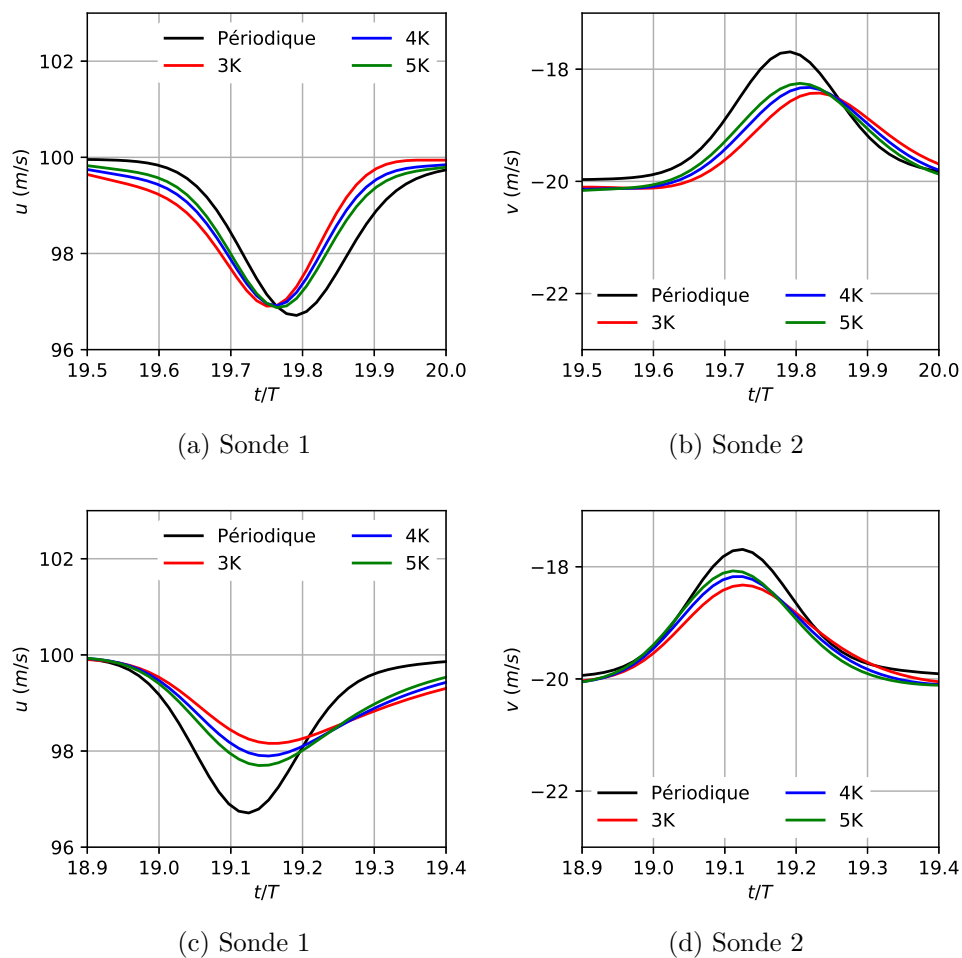 Périodique
3K
4K
5K
102
100
98
96
u (m/s)
19.5 19.6 19.7 19.8 19.9 20.0
t/T
(a) Sonde 1
−18
−20
−22
v (m/s)
Périodique
3K
4K
5K
19.5 19.6 19.7 19.8 19.9 20.0
t/T
(b) Sonde 2
Périodique
3K
4K
5K
102
100
98
96
u (m/s)
18.9 19.0 19.1 19.2 19.3 19.4
t/T
(c) Sonde 1
−18
−20
−22
v (m/s)
Périodique
3K
4K
5K
18.9 19.0 19.1 19.2 19.3 19.4
t/T
(d) Sonde 2